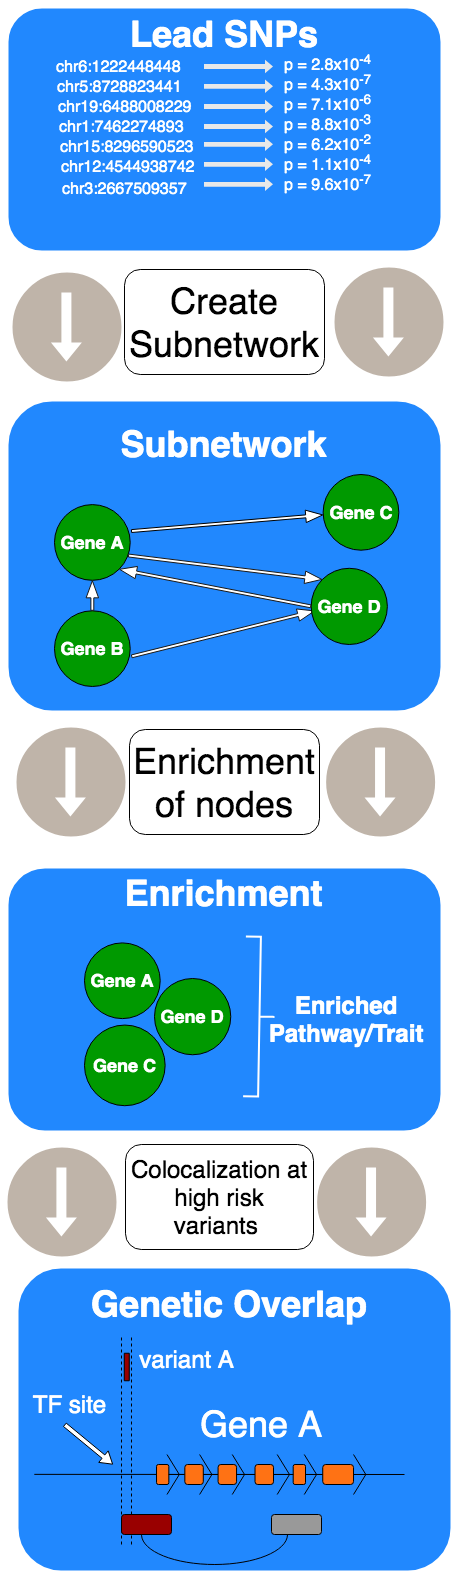 Lead SNPs
chr6:1222448448 p = 2.8x10-4
chr5:8728823441 p = 4.3x10-7
chr19:6488008229 p = 7.1x10-6
chr1:7462274893 p = 8.8x10-3
chr15:8296590523 p = 6.2x10-2
chr12:4544938742 p = 1.1x10-4
chr3:2667509357 p = 9.6x10-7
Create
Subnetwork
Subnetwork
Gene C
Gene A
Gene D
Gene B
Enrichment
of nodes
Enrichment
Gene A
Gene D
Gene C
Enriched
Pathway/Trait
Colocalization at
high risk
variants
Genetic Overlap
variant A
TF site
Gene A